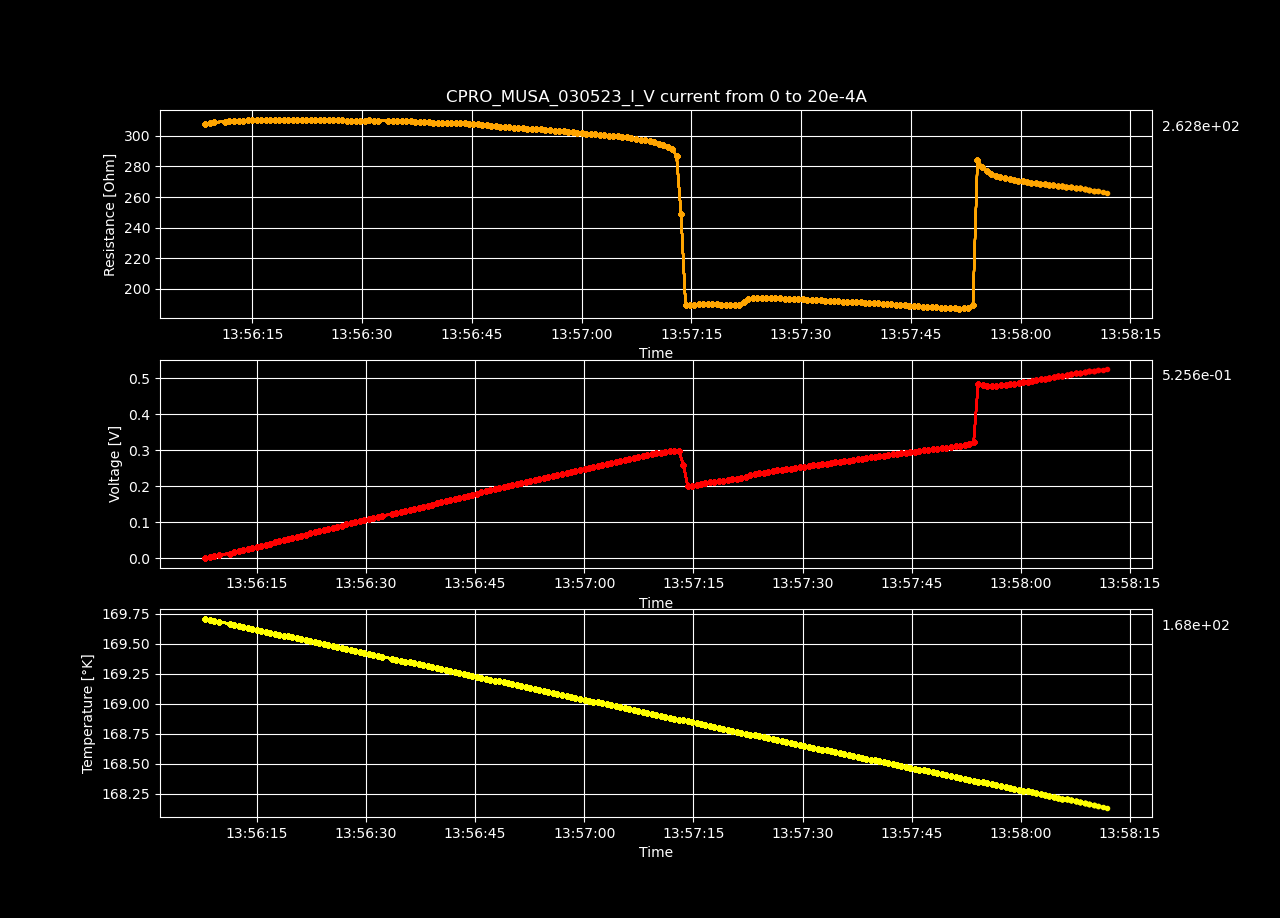 CPRO_MUSA_030523_I_V current from 0 to 20e-4A
2.628e+02
Resistance [Ohm]
300
280
260
240
220
200
13:56:15 13:56:30 13:56:45 13:57:00 13:57:15 13:57:30 13:57:45 13:58:00 13:58:15
Time
5.256e-01
Voltage [V]
0.5
0.4
0.3
0.2
0.1
0.0
13:56:15 13:56:30 13:56:45 13:57:00 13:57:15 13:57:30 13:57:45 13:58:00 13:58:15
Time
1.68e+02
Temperature [°K]
169.75
169.50
169.25
169.00
168.75
168.50
168.25
13:56:15 13:56:30 13:56:45 13:57:00 13:57:15 13:57:30 13:57:45 13:58:00 13:58:15
Time